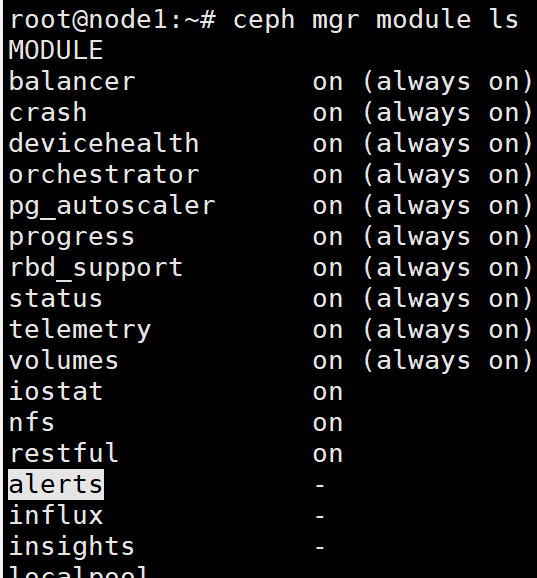 root@node1:~# ceph mgr module ls
MODULE
balancer on (always on)
crash on (always on)
devicehealth on (always on)
orchestrator on (always on)
pg_autoscaler on (always on)
progress on (always on)
rbd_support on (always on)
status on (always on)
telemetry on (always on)
volumes on (always on)
iostat on
nfs on
restful on
alerts -
influx -
insights -
localpool